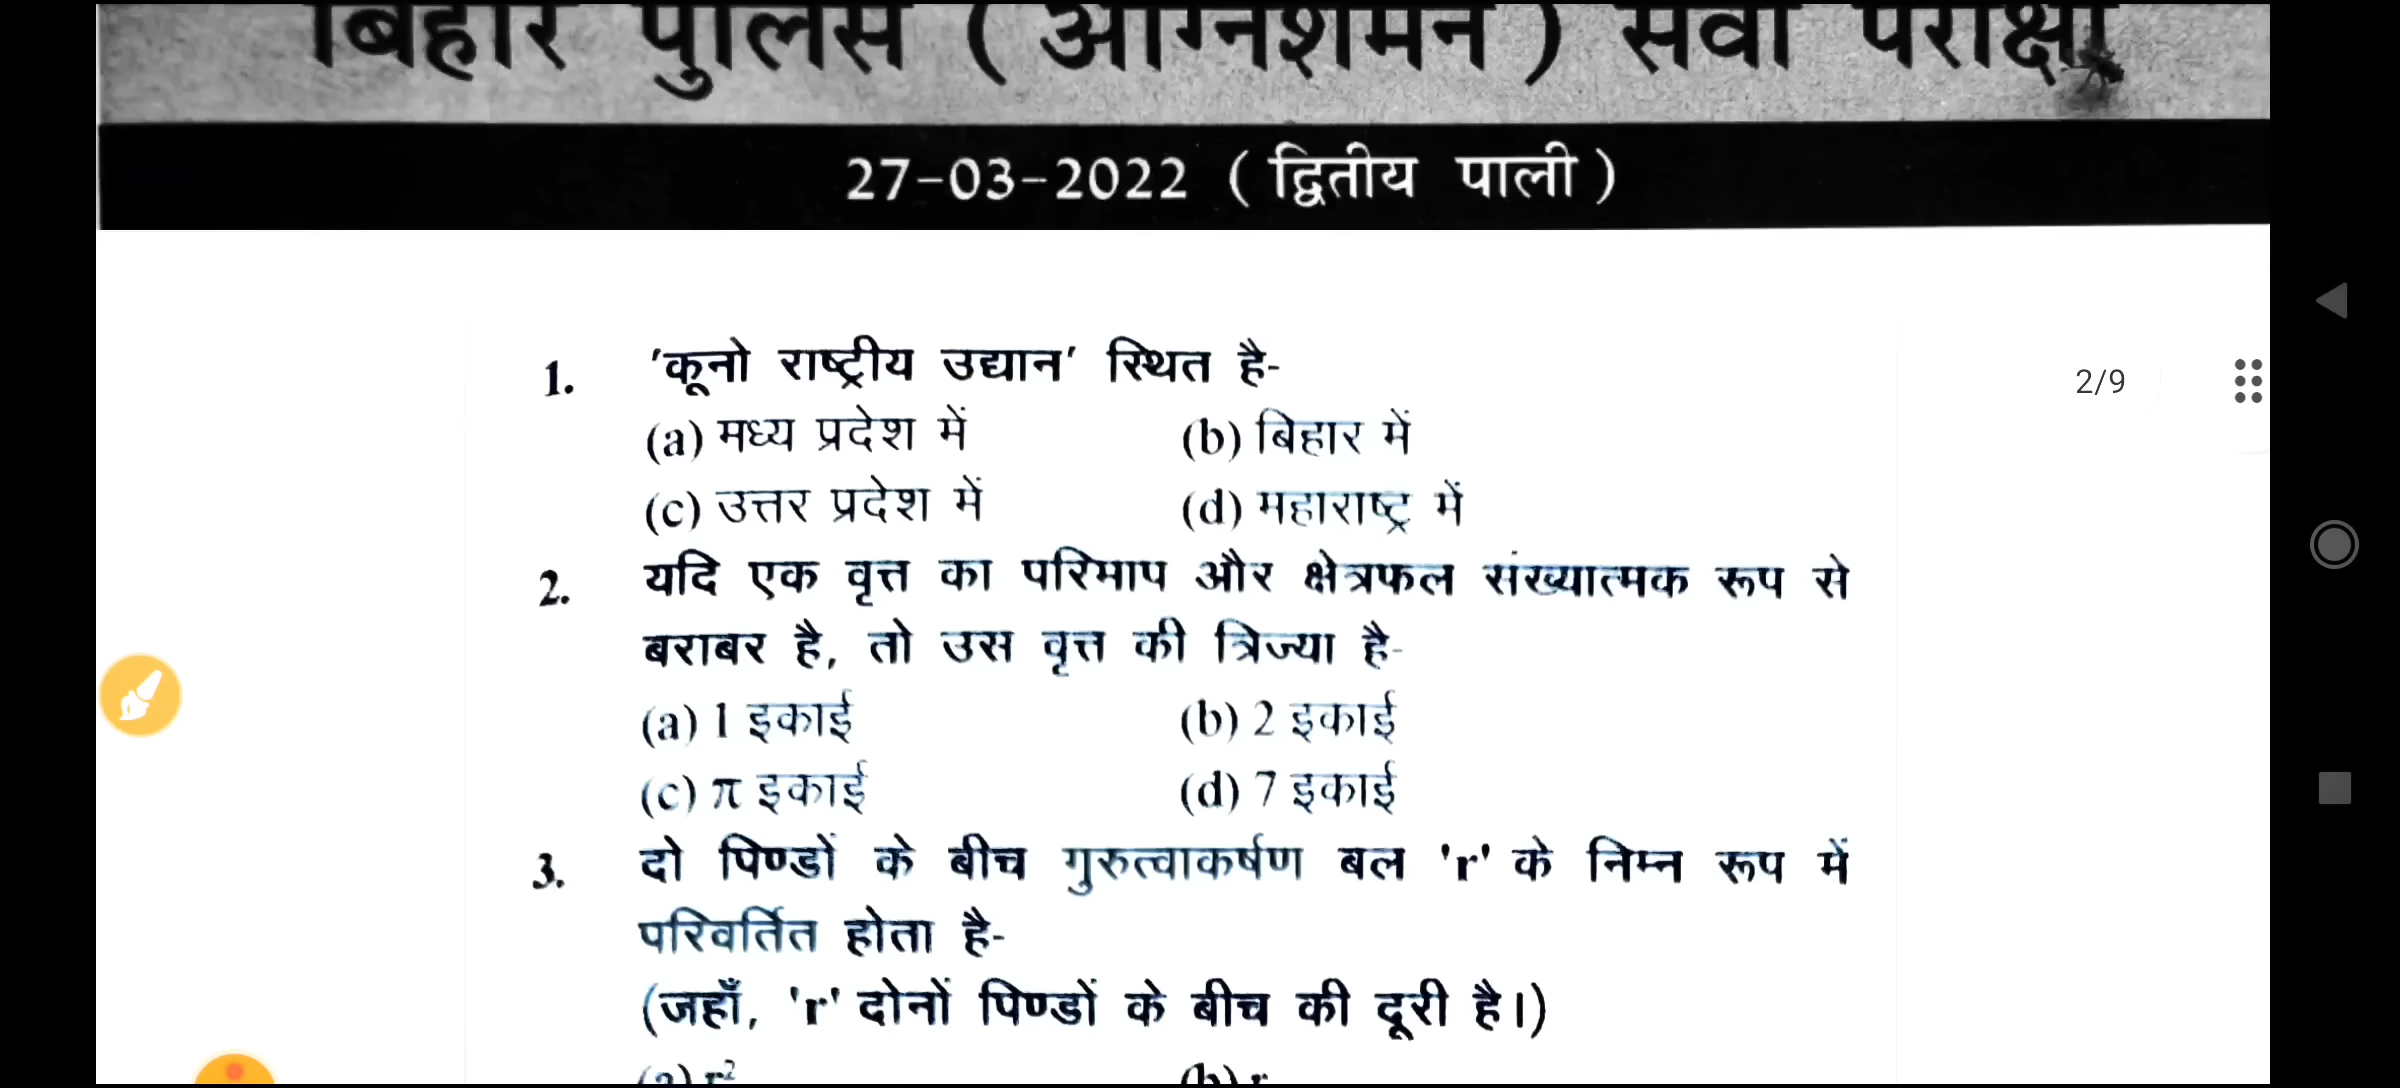 बिहार पुलिस ( अग्निशमन ) सेवा परीक्षा
27-03-2022 ( द्वितीय पाली )
1. 'कूनो राष्ट्रीय उद्यान' स्थित है-
2/9
(a) मध्य प्रदेश में (b) बिहार में
(c) उत्तर प्रदेश में (d) महाराष्ट्र में
2. यदि एक वृत्त का परिमाप और क्षेत्रफल संख्यात्मक रूप से
बराबर है, तो उस वृत्त की त्रिज्या है-
(a) 1 इकाई (b) 2 इकाई
(c) π इकाई (d) 7 इकाई
3. दो पिण्डों के बीच गुरुत्वाकर्षण बल 'r' के निम्न रूप में
परिवर्तित होता है-
(जहाँ, 'r' दोनों पिण्डों के बीच की दूरी है।)
(a) r² (b) r